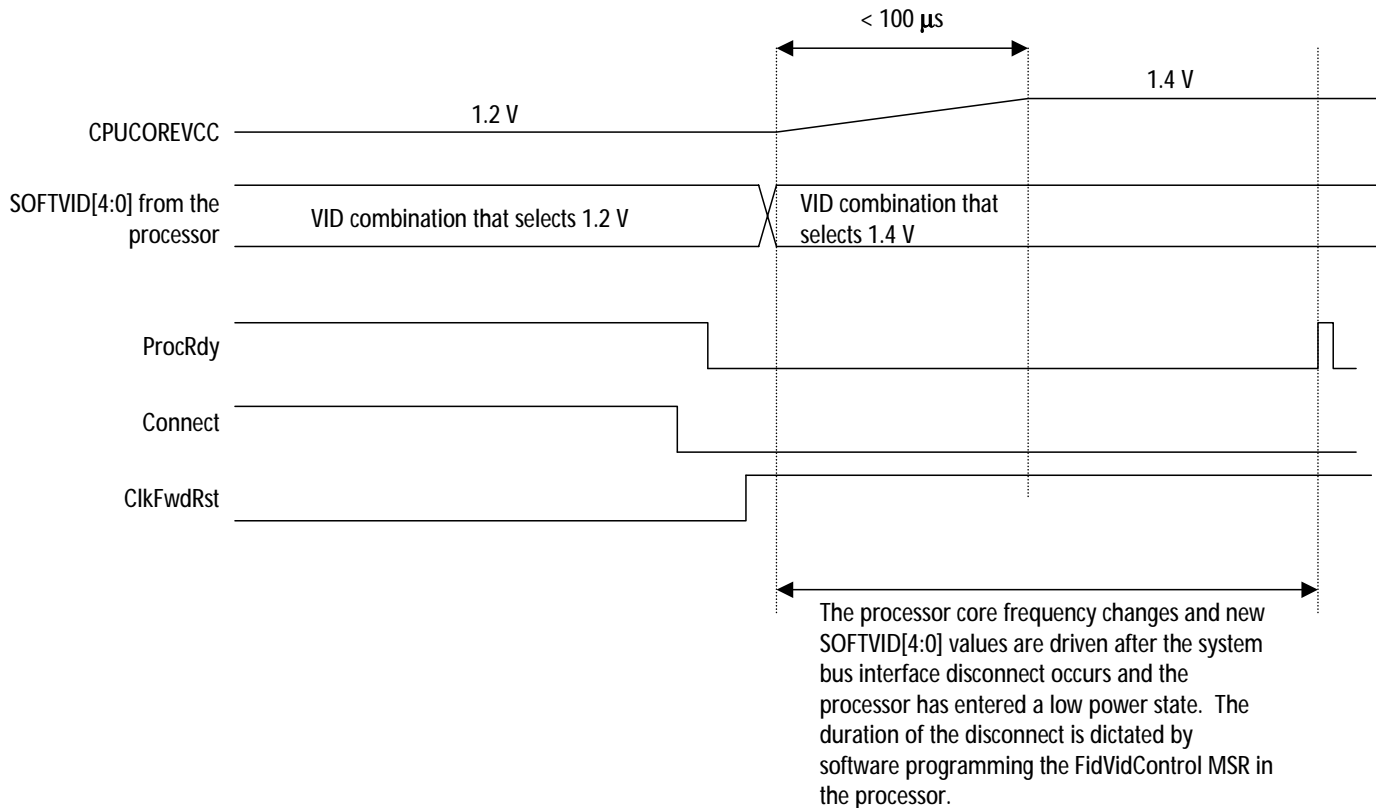 < 100 µs
1.4 V
1.2 V
CPUCOREVCC
SOFTVID[4:0] from the
processor
VID combination that selects 1.2 V
VID combination that
selects 1.4 V
ProcRdy
Connect
ClkFwdRst
The processor core frequency changes and new
SOFTVID[4:0] values are driven after the system
bus interface disconnect occurs and the
processor has entered a low power state. The
duration of the disconnect is dictated by
software programming the FidVidControl MSR in
the processor.